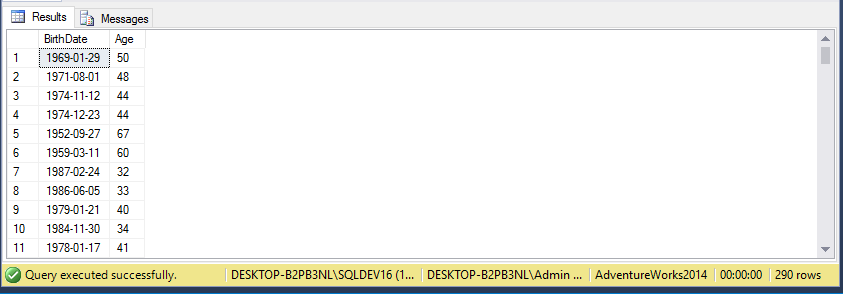 Results Messages
BirthDate Age
1 1969-01-29 50
2 1971-08-01 48
3 1974-11-12 44
4 1974-12-23 44
5 1952-09-27 67
6 1959-03-11 60
7 1987-02-24 32
8 1986-06-05 33
9 1979-01-21 40
10 1984-11-30 34
11 1978-01-17 41
Query executed successfully. DESKTOP-B2PB3NL\SQLDEV16 (1... DESKTOP-B2PB3NL\Admin ... AdventureWorks2014 00:00:00 290 rows